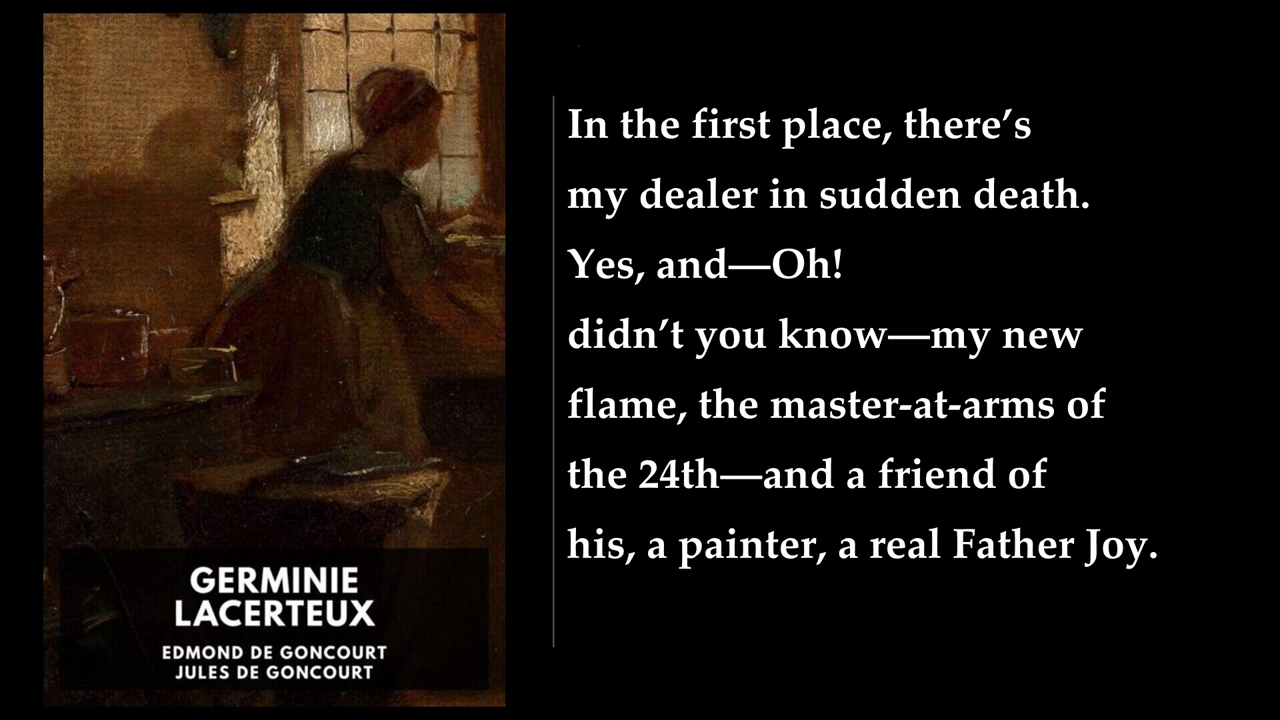 In the first place, there’s
my dealer in sudden death.
Yes, and—Oh!
didn’t you know—my new
flame, the master-at-arms of
the 24th—and a friend of
his, a painter, a real Father Joy.
GERMINIE
LACERTEUX
EDMOND DE GONCOURT
JULES DE GONCOURT